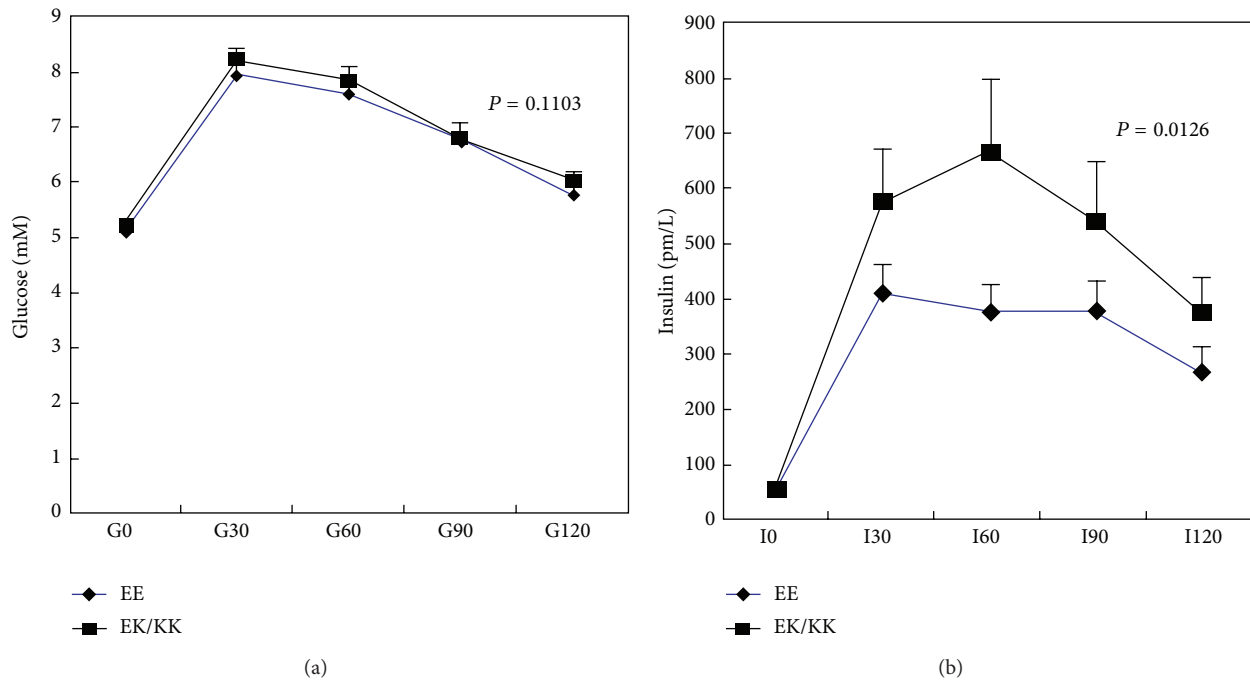 9
8
7
6
5
4
3
2
1
0
Glucose (mM)
P = 0.1103
G0 G30 G60 G90 G120
EE
EK/KK
(a)
900
800
700
600
500
400
300
200
100
0
Insulin (pm/L)
P = 0.0126
I0 I30 I60 I90 I120
EE
EK/KK
(b)